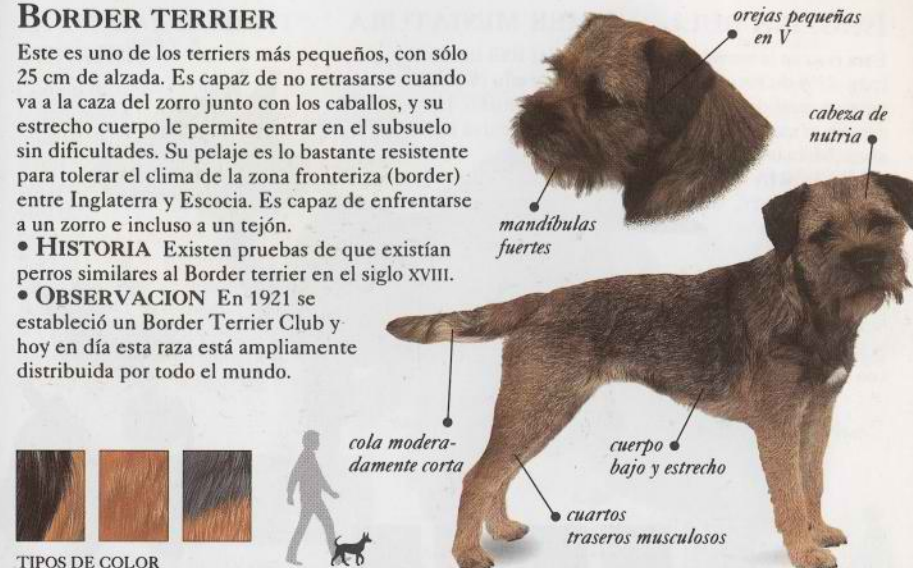 BORDER TERRIER
Este es uno de los terriers más pequeños, con sólo
25 cm de alzada. Es capaz de no retrasarse cuando
va a la caza del zorro junto con los caballos, y su
estrecho cuerpo le permite entrar en el subsuelo
sin dificultades. Su pelaje es lo bastante resistente
para tolerar el clima de la zona fronteriza (border)
entre Inglaterra y Escocia. Es capaz de enfrentarse
a un zorro e incluso a un tejón.
• HISTORIA Existen pruebas de que existían
perros similares al Border terrier en el siglo XVIII.
• OBSERVACION En 1921 se
estableció un Border Terrier Club y
hoy en día esta raza está ampliamente
distribuida por todo el mundo.
orejas pequeñas
en V
cabeza de
nutria
mandíbulas
fuertes
cola modera-
damente corta
cuerpo
bajo y estrecho
cuartos
traseros musculosos
TIPOS DE COLOR